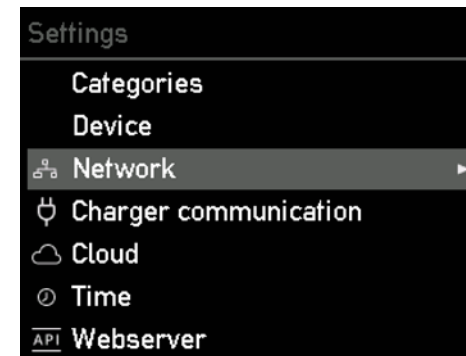 Settings
Categories
Device
Network
Charger communication
Cloud
Time
API Webserver